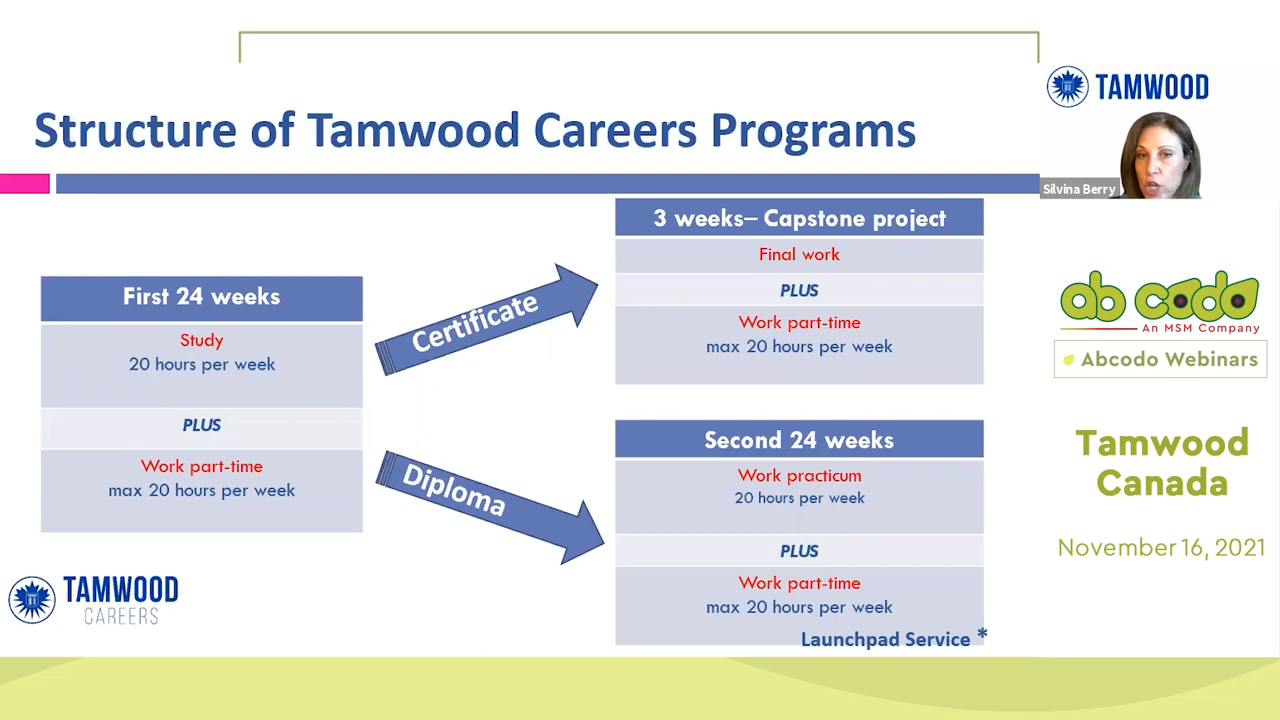 Structure of Tamwood Careers Programs
TAMWOOD
Silvina Berry
First 24 weeks
Study
20 hours per week
PLUS
Work part-time
max 20 hours per week
Certificate
Diploma
3 weeks– Capstone project
Final work
PLUS
Work part-time
max 20 hours per week
Second 24 weeks
Work practicum
20 hours per week
PLUS
Work part-time
max 20 hours per week
Launchpad Service *
TAMWOOD
CAREERS
ab codo
An MSM Company
Abcodo Webinars
Tamwood
Canada
November 16, 2021